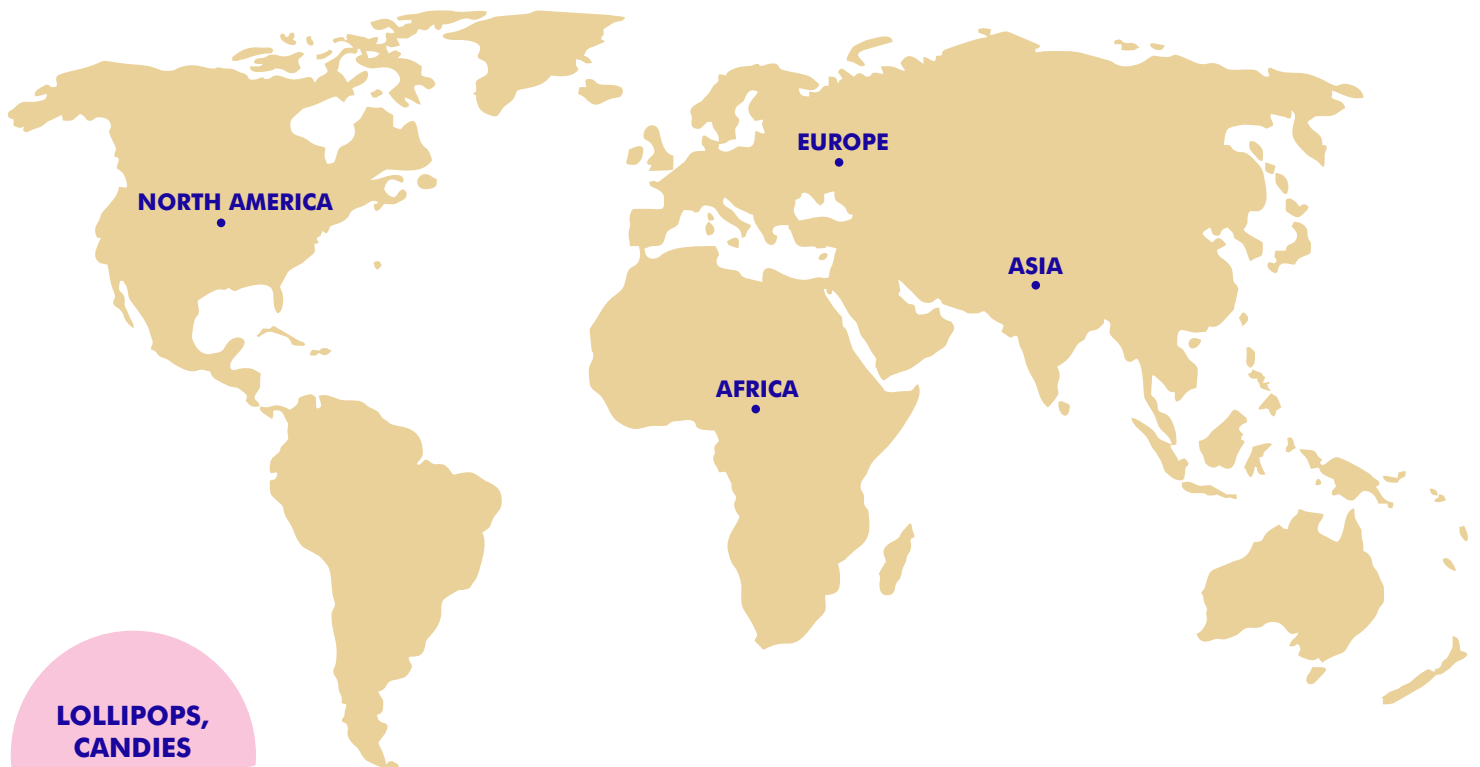 EUROPE
NORTH AMERICA
ASIA
AFRICA
LOLLIPOPS,
CANDIES